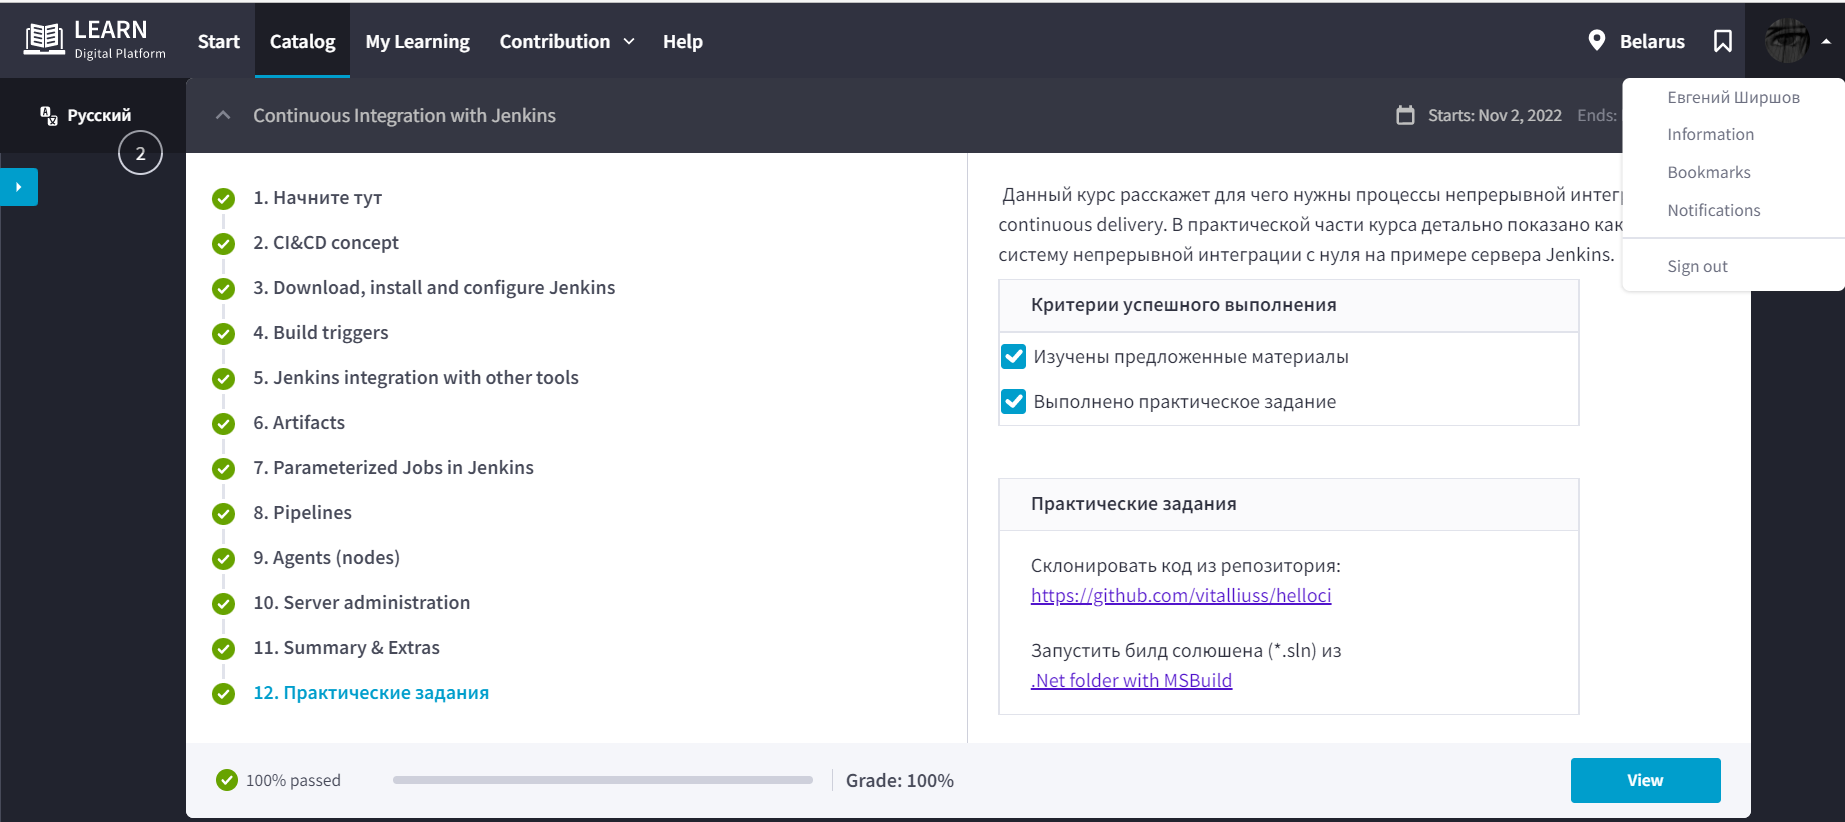 LEARN
Digital Platform
Start
Catalog
My Learning
Contribution
Help
Belarus
Русский
2
Continuous Integration with Jenkins
Starts: Nov 2, 2022
Ends:
Евгений Ширшов
Information
Bookmarks
Notifications
Sign out
1. Начните тут
2. CI&CD concept
3. Download, install and configure Jenkins
4. Build triggers
5. Jenkins integration with other tools
6. Artifacts
7. Parameterized Jobs in Jenkins
8. Pipelines
9. Agents (nodes)
10. Server administration
11. Summary & Extras
12. Практические задания
Данный курс расскажет для чего нужны процессы непрерывной
continuous delivery. В практической части курса детально показано как
систему непрерывной интеграции с нуля на примере сервера Jenkins.
Критерии успешного выполнения
Изучены предложенные материалы
Выполнено практическое задание
Практические задания
Склонировать код из репозитория:
https://github.com/vitalliuss/helloci
Запустить билд солюшена (*.sln) из
.Net folder with MSBuild
100% passed
Grade: 100%
View